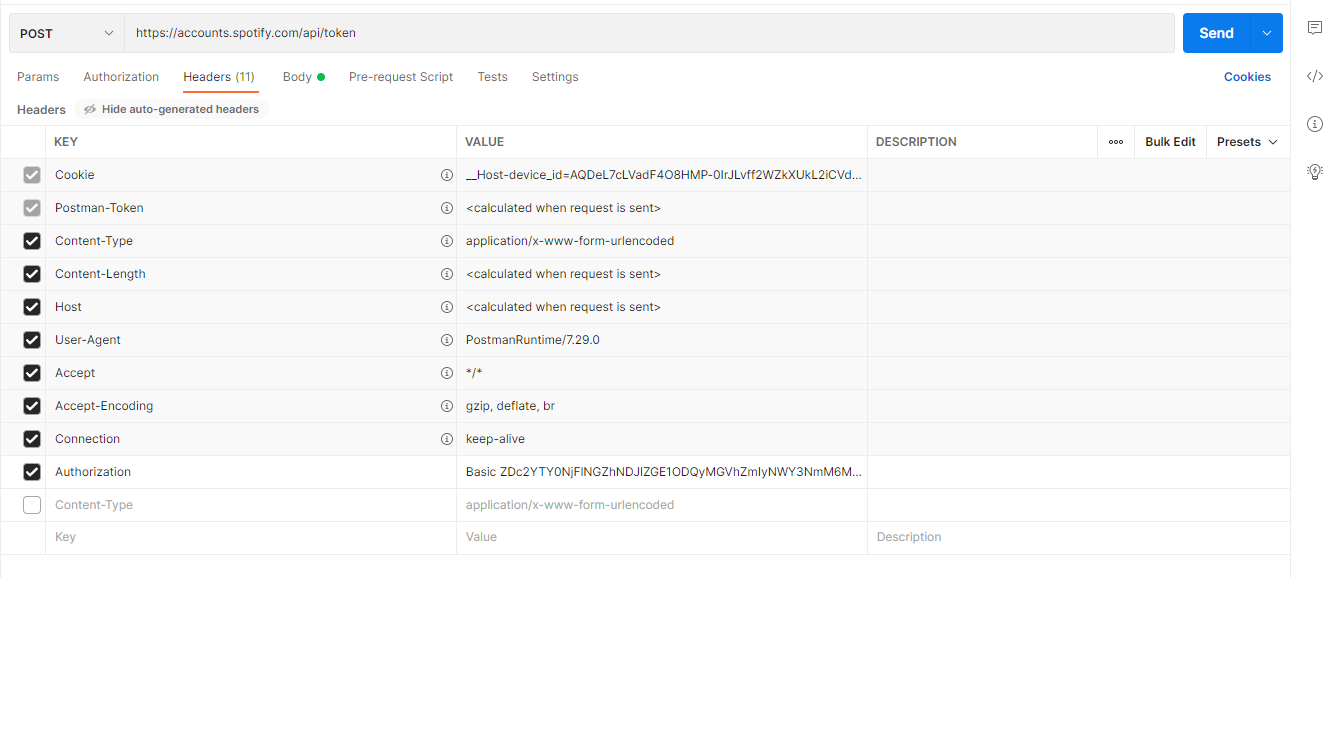 POST https://accounts.spotify.com/api/token Send
Params Authorization Headers (11) Body Pre-request Script Tests Settings Cookies
Headers Hide auto-generated headers
KEY VALUE DESCRIPTION Bulk Edit Presets
Cookie __Host-device_id=AQDeL7cLVadF4O8HMP-0IrJLvff2WZkXUkL2iCVd...
Postman-Token <calculated when request is sent>
Content-Type application/x-www-form-urlencoded
Content-Length <calculated when request is sent>
Host <calculated when request is sent>
User-Agent PostmanRuntime/7.29.0
Accept */*
Accept-Encoding gzip, deflate, br
Connection keep-alive
Authorization Basic ZDc2YTY0NjFlNGZhNDJlZGE1ODQyMGVhZmIyNWY3NmM6M...
Content-Type application/x-www-form-urlencoded
Key Value Description